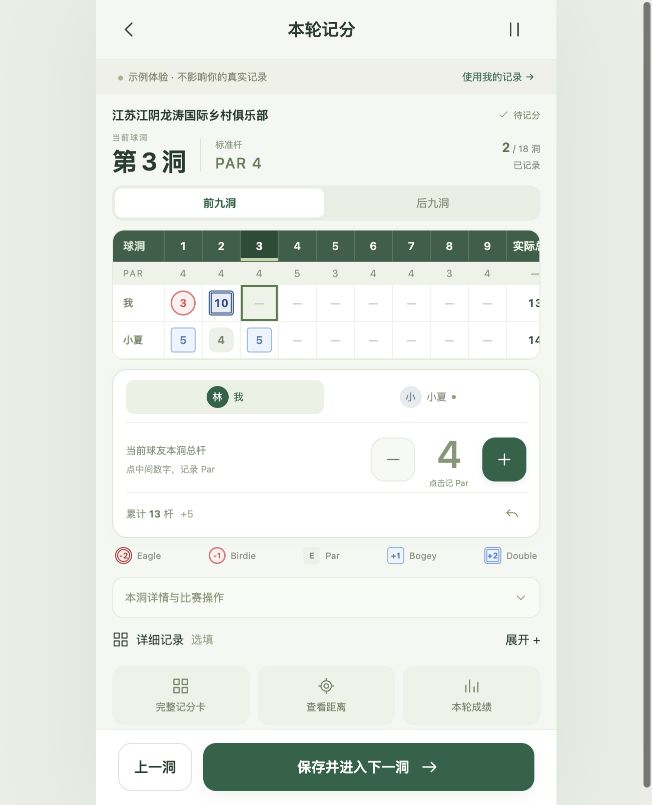 本轮记分
示例体验 · 不影响你的真实记录
使用我的记录 →
江苏江阴龙涛国际乡村俱乐部
待记分
当前球洞
第 3 洞
标准杆
PAR 4
2 / 18 洞
已记录
前九洞
后九洞
球洞 1 2 3 4 5 6 7 8 9 实际
PAR 4 4 4 5 3 4 4 3 4 —
我 3 10 — — — — — — — 13
小夏 5 4 5 — — — — — — 14
林 我
小 小夏
当前球友本洞总杆
点中间数字，记录 Par
— 4 +
点击记 Par
累计 13 杆 +5
-2 Eagle
-1 Birdie
E Par
+1 Bogey
+2 Double
本洞详情与比赛操作
详细记录 选填
展开 +
完整记分卡
查看距离
本轮成绩
上一洞
保存并进入下一洞 →